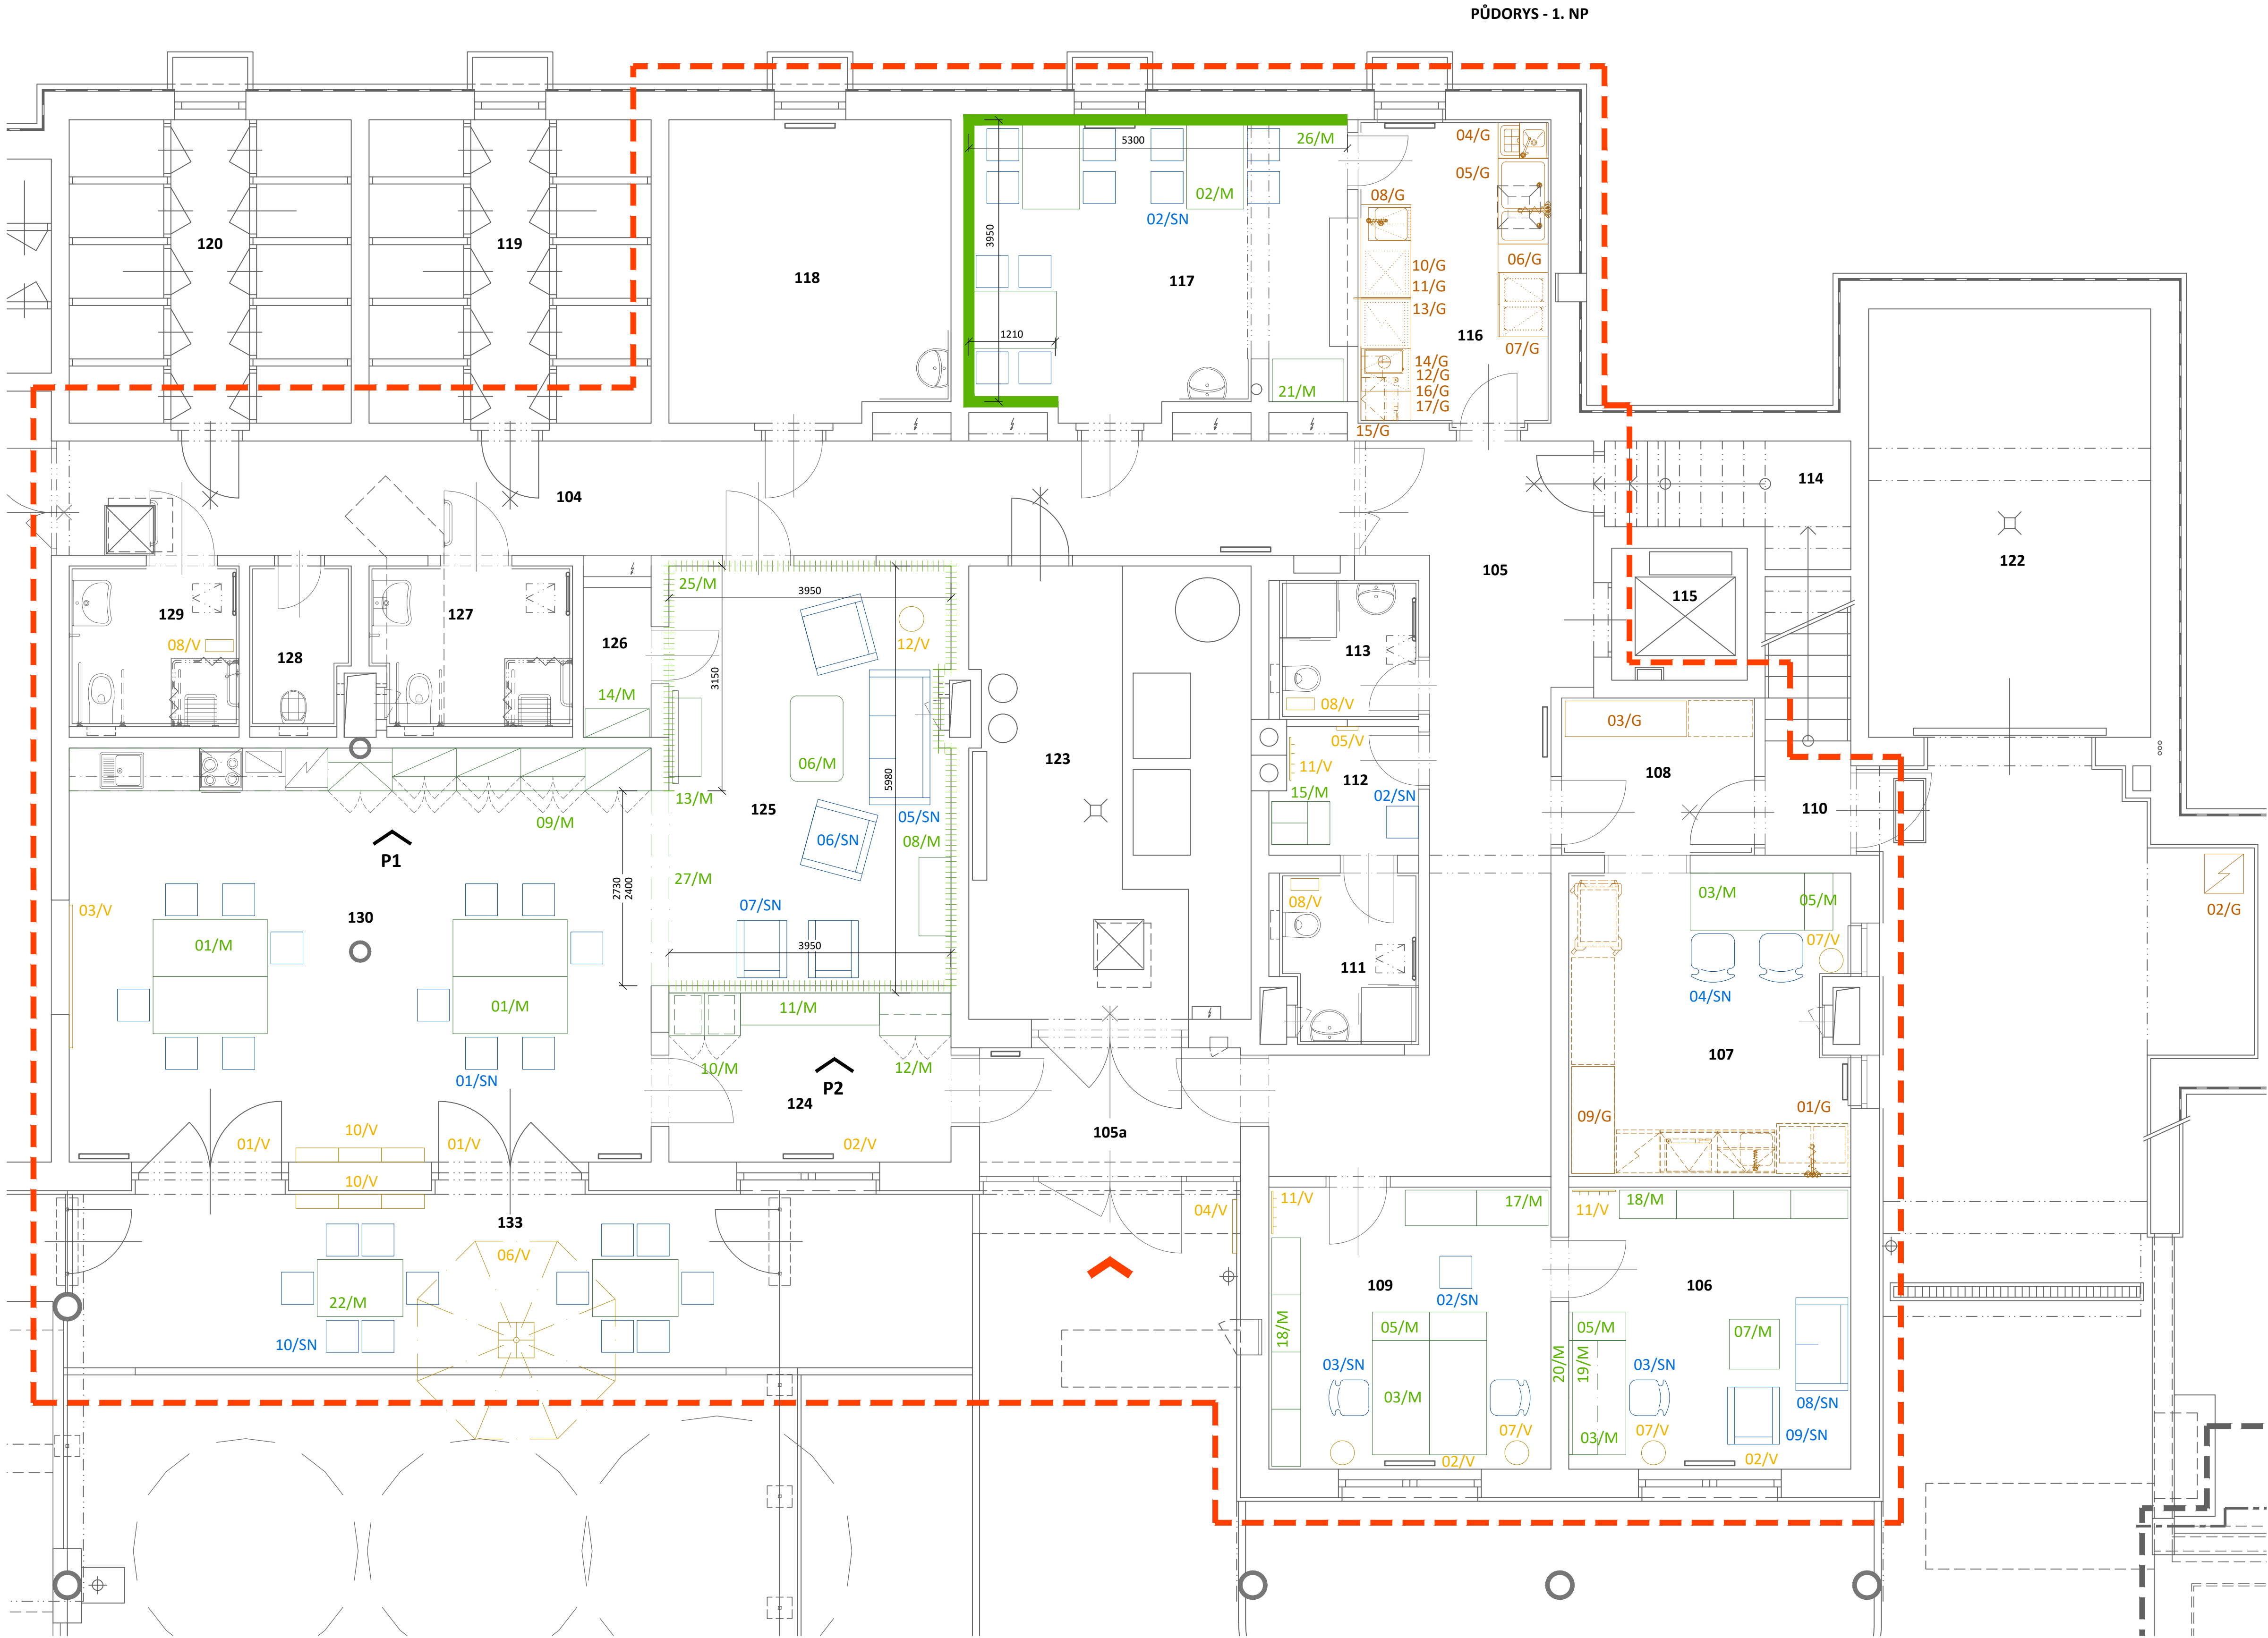 PŮDORYS - 1. NP
5300
26/M
04/G
05/G
02/M
08/G
02/SN
3950
120
119
118
117
10/G
11/G
06/G
13/G
1210
116
07/G
14/G
12/G
21/M
16/G
17/G
15/G
104
114
122
105
25/M
3950
115
129
127
12/V
08/V
128
126
113
3150
14/M
08/V
03/G
05/V
06/M
123
11/V
112
108
5980
15/M
02/SN
13/M
125
05/SN
110
09/M
06/SN
08/M
P1
27/M
2730
2400
03/M
05/M
08/V
07/SN
03/V
130
02/G
01/M
07/V
3950
111
04/SN
01/M
11/M
107
10/M
12/M
01/SN
P2
124
01/G
09/G
10/V
105a
01/V
01/V
02/V
10/V
11/V
17/M
18/M
04/V
11/V
133
06/V
109
106
02/SN
22/M
18/M
05/M
05/M
07/M
10/SN
03/SN
20/M
19/M
03/SN
03/M
08/SN
07/V
03/M
07/V
09/SN
02/V
02/V